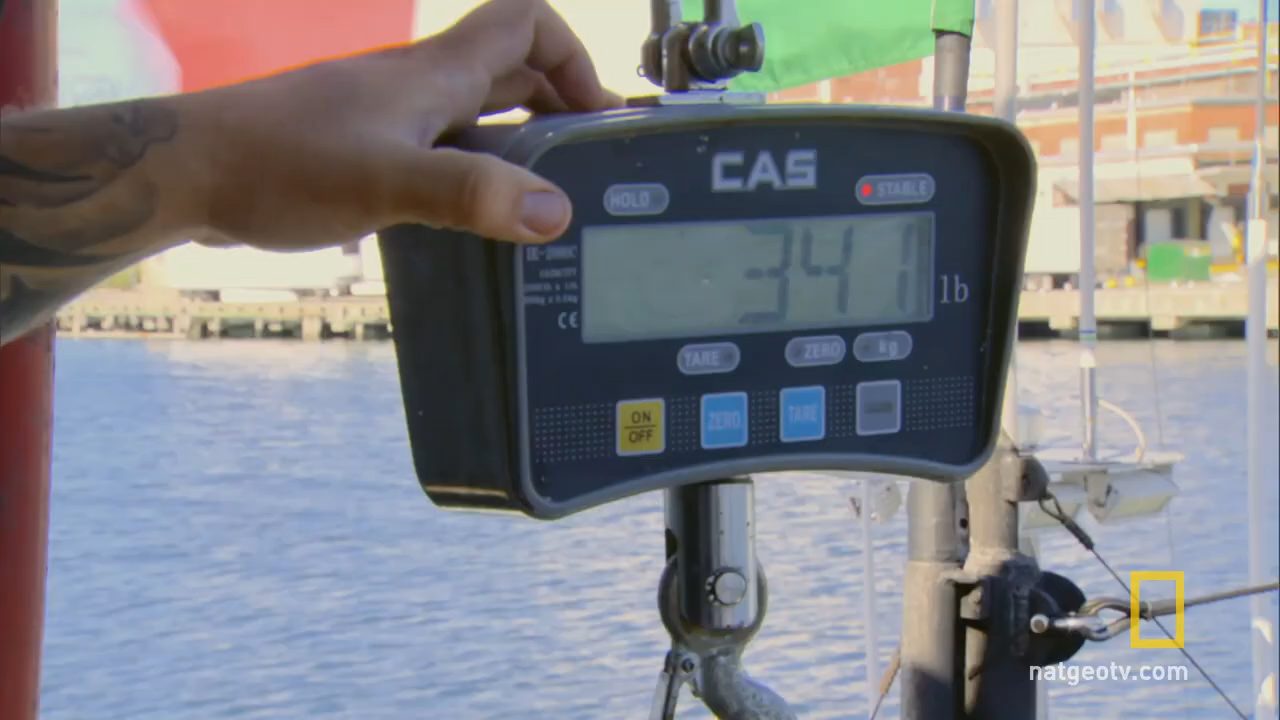 CAS
HOLD
STABLE
341
lb
CE
TARE
ZERO
kg
ON
OFF
ZERO
TARE
natgeotv.com